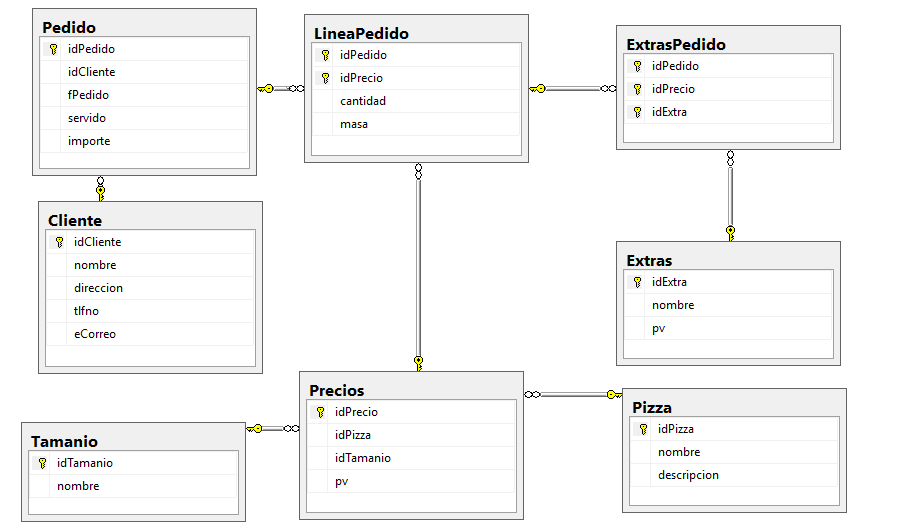 Pedido
idPedido
idCliente
fPedido
servido
importe
LineaPedido
idPedido
idPrecio
cantidad
masa
ExtrasPedido
idPedido
idPrecio
idExtra
Cliente
idCliente
nombre
direccion
tlfno
eCorreo
Extras
idExtra
nombre
pv
Precios
idPrecio
idPizza
idTamanio
pv
Pizza
idPizza
nombre
descripcion
Tamanio
idTamanio
nombre